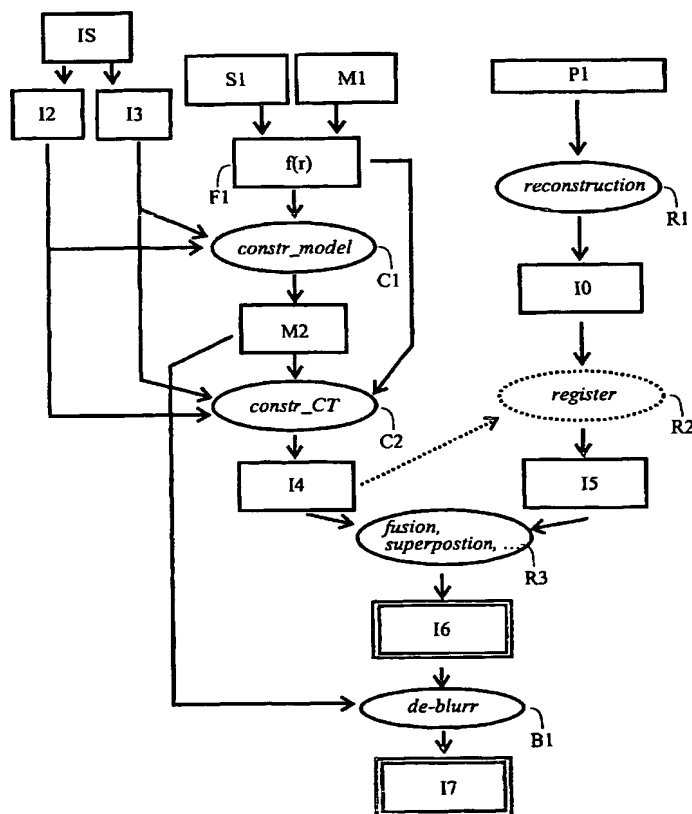 IS
S1
M1
P1
I2
I3
f(r)
F1
reconstruction
R1
constr_model
C1
I0
M2
constr_CT
C2
register
R2
I4
I5
fusion,
superpostion, ...
R3
I6
de-blurr
B1
I7